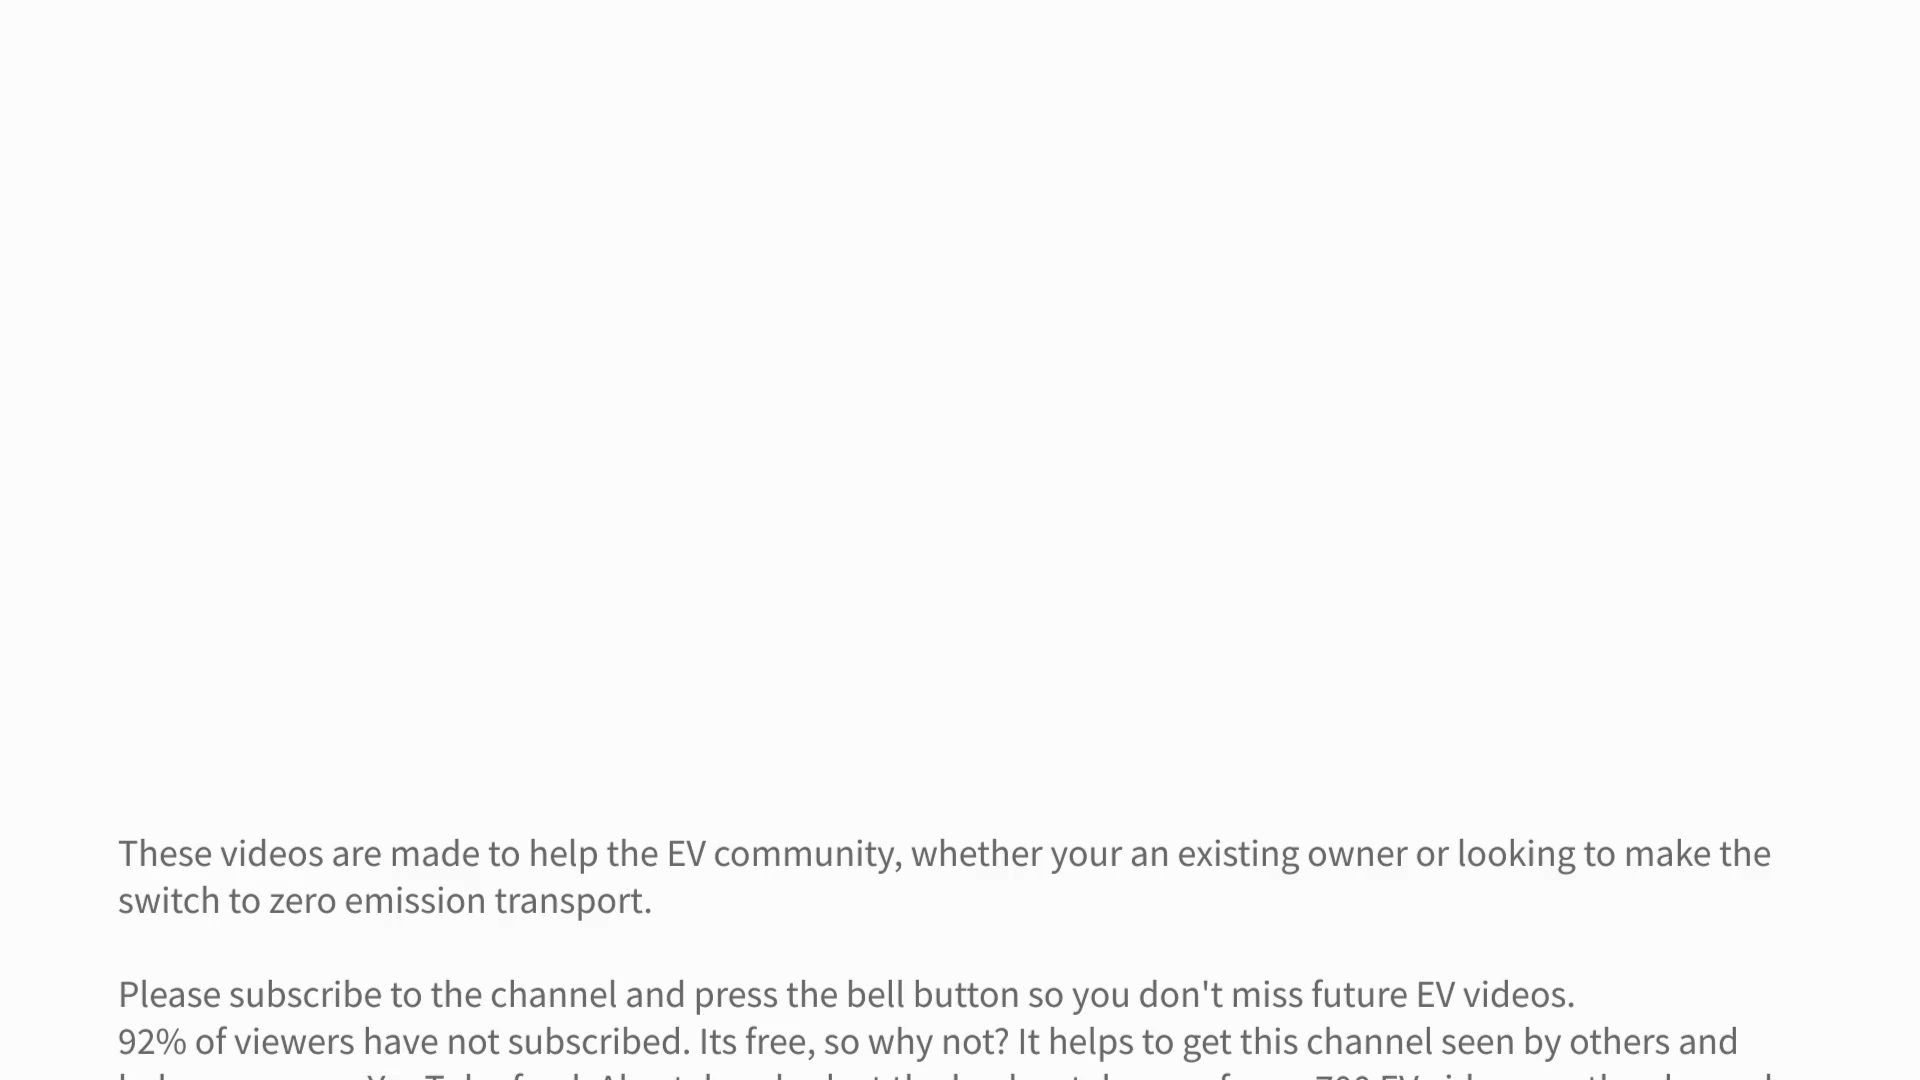 These videos are made to help the EV community, whether your an existing owner or looking to make the
switch to zero emission transport.
Please subscribe to the channel and press the bell button so you don't miss future EV videos.
92% of viewers have not subscribed. Its free, so why not? It helps to get this channel seen by others and